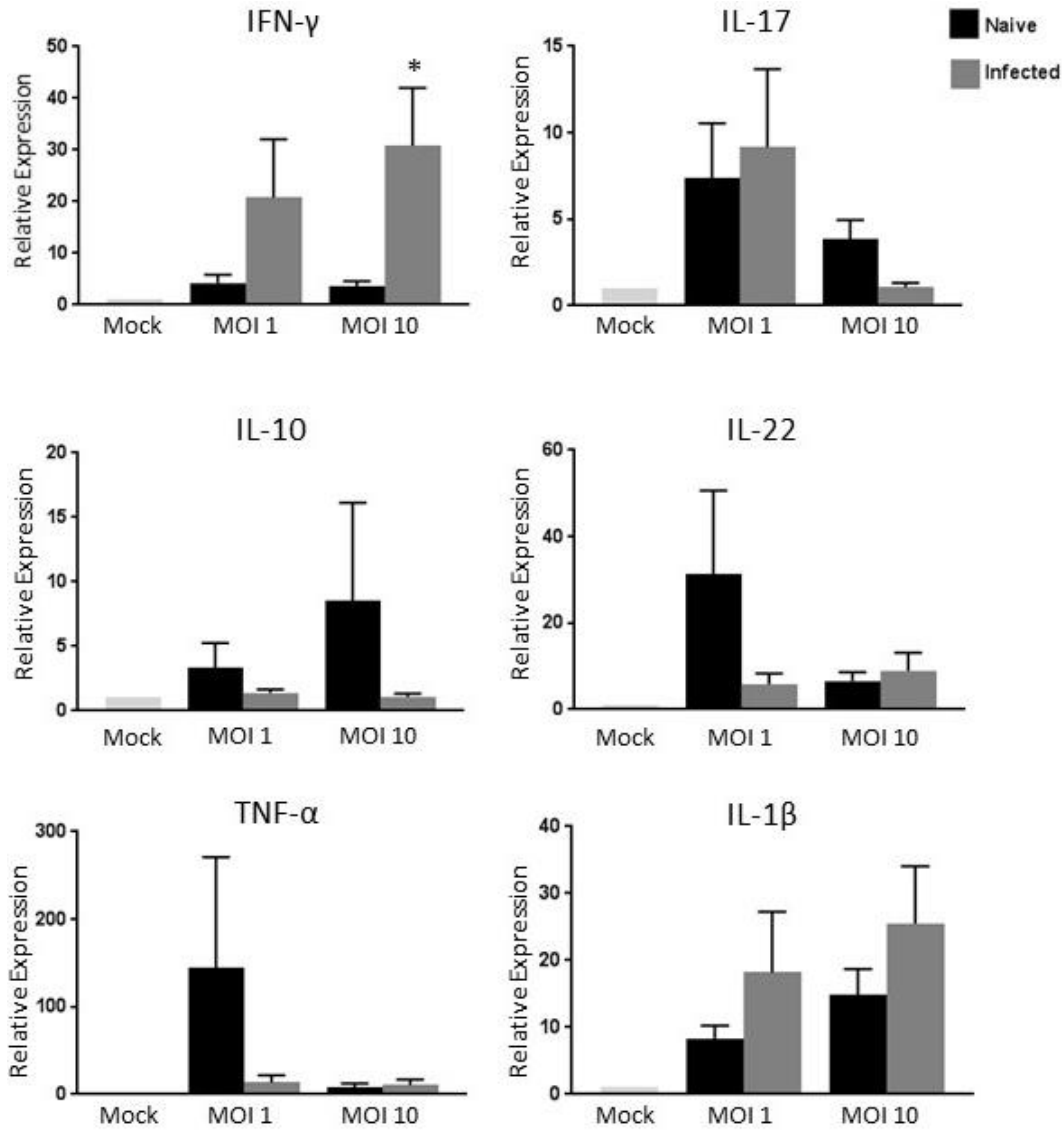 IFN-γ
Relative Expression
50
40
30
20
10
0
*
Mock MOI 1 MOI 10
IL-17
Relative Expression
15
10
5
0
Mock MOI 1 MOI 10
Naive
Infected
IL-10
Relative Expression
20
15
10
5
0
Mock MOI 1 MOI 10
IL-22
Relative Expression
60
40
20
0
Mock MOI 1 MOI 10
TNF-α
Relative Expression
300
200
100
0
Mock MOI 1 MOI 10
IL-1β
Relative Expression
40
30
20
10
0
Mock MOI 1 MOI 10